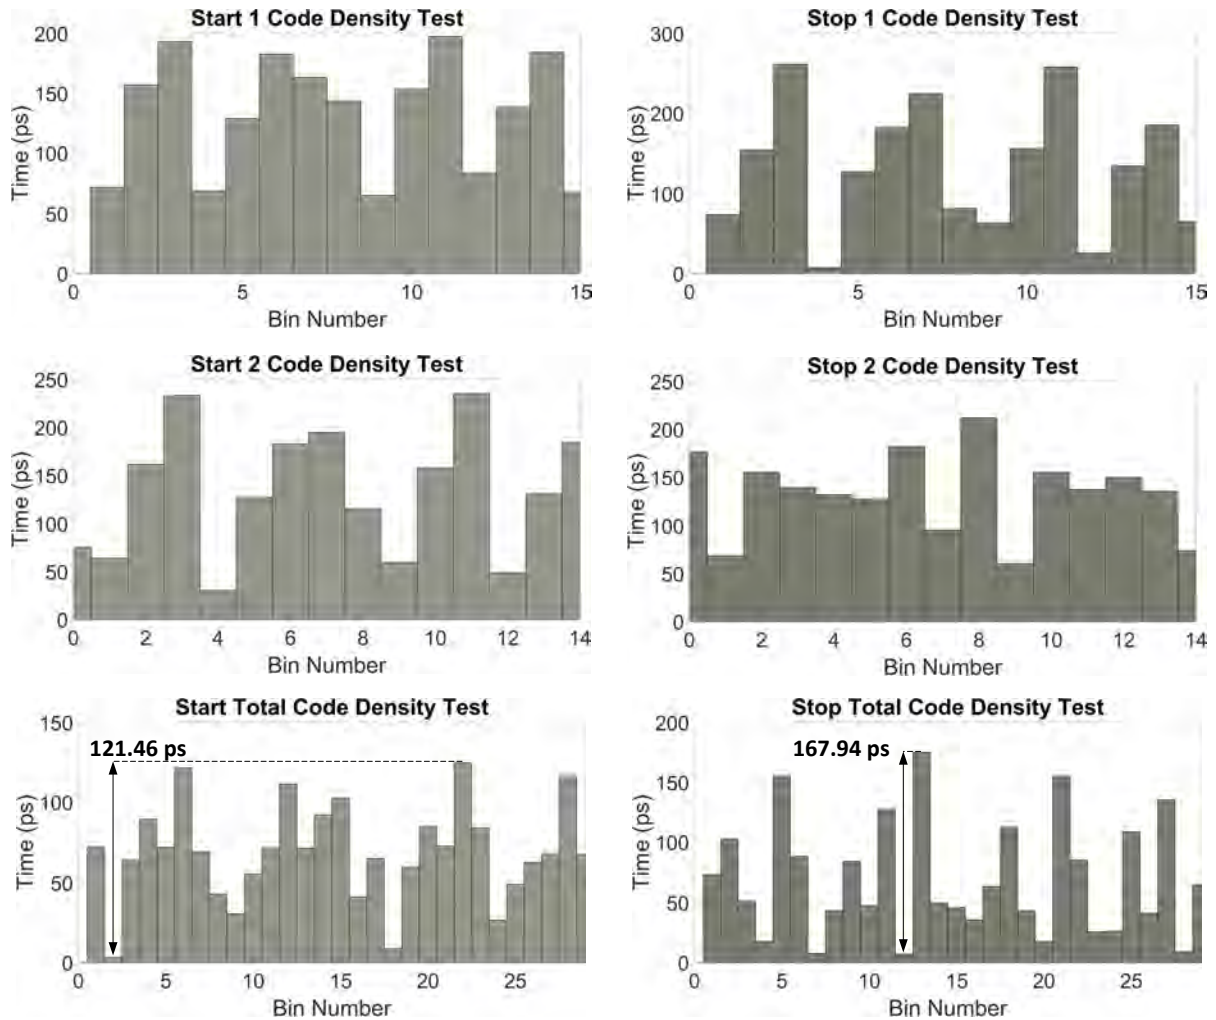 Start 1 Code Density Test
200
150
100
50
0
Time (ps)
0 5 10 15
Bin Number
Stop 1 Code Density Test
300
200
100
0
Time (ps)
0 5 10 15
Bin Number
Start 2 Code Density Test
250
200
150
100
50
0
Time (ps)
0 2 4 6 8 10 12 14
Bin Number
Stop 2 Code Density Test
250
200
150
100
50
0
Time (ps)
0 2 4 6 8 10 12 14
Bin Number
Start Total Code Density Test
150
121.46 ps
100
50
0
Time (ps)
0 5 10 15 20 25
Bin Number
Stop Total Code Density Test
200
167.94 ps
150
100
50
0
Time (ps)
0 5 10 15 20 25
Bin Number